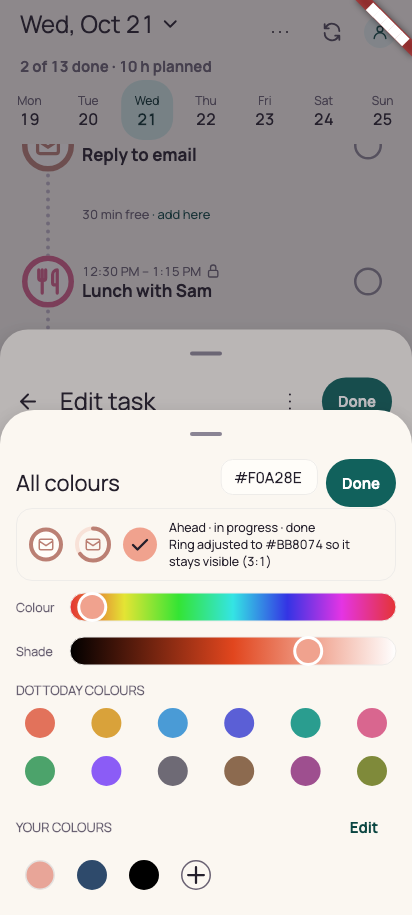 Wed, Oct 21
2 of 13 done · 10 h planned
Mon Tue Wed Thu Fri Sat Sun
19 20 21 22 23 24 25
Reply to email
30 min free · add here
12:30 PM – 1:15 PM
Lunch with Sam
Edit task
Done
All colours
#F0A28E
Done
Ahead · in progress · done
Ring adjusted to #BB8074 so it
stays visible (3:1)
Colour
Shade
DOTTODAY COLOURS
YOUR COLOURS
Edit